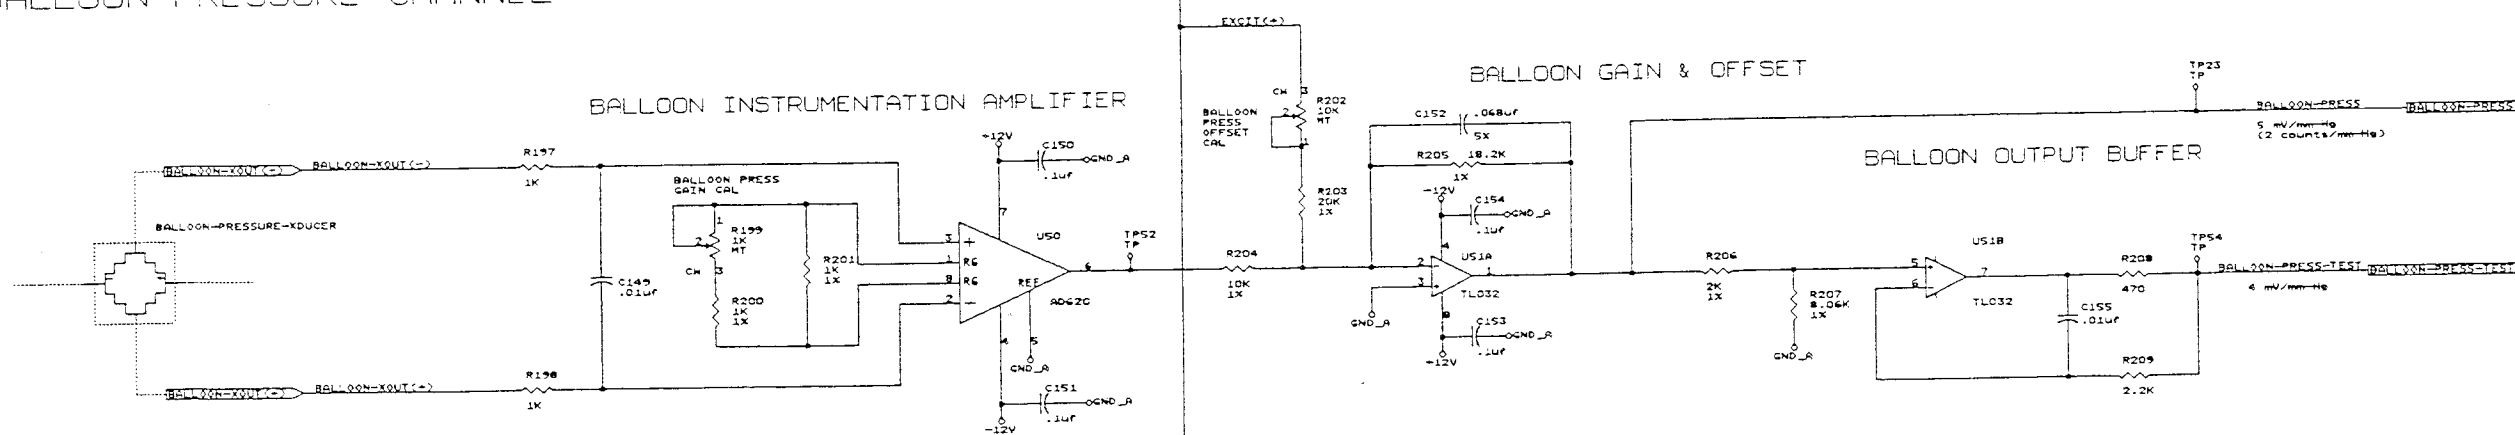 BALLOON PRESSURE CHANNEL
EXCIT(+)
BALLOON GAIN & OFFSET
TP23
TP
BALLOON INSTRUMENTATION AMPLIFIER
CW
3
2
1
R202
10K
MT
BALLOON
PRESS
OFFSET
CAL
C152
.068uf
5%
BALLOON-PRESS
BALLOON-PRESS
5 mV/mm Hg
(2 counts/mm Hg)
BALLOON OUTPUT BUFFER
R205
18.2K
1%
R197
1K
BALLOON-XOUT(-)
BALLOON-XOUT(-)
+12V
C150
.1uf
GND_A
7
BALLOON PRESS
GAIN CAL
1
2
3
CW
R199
1K
MT
R200
1K
1%
R201
1K
1%
BALLOON-PRESSURE-XDUCER
C149
.01uf
3
+
1
RG
8
RG
2
-
REF
U50
AD620
6
4
5
GND_A
TP52
TP
C151
.1uf
GND_A
-12V
R198
1K
BALLOON-XOUT(+)
BALLOON-XOUT(+)
R203
20K
1%
R204
10K
1%
-12V
C154
.1uf
GND_A
4
U51A
2
3
1
TL032
8
GND_A
C153
.1uf
GND_A
+12V
R206
2K
1%
R207
8.06K
1%
GND_A
U51B
5
6
7
TL032
R208
470
TP54
TP
BALLOON-PRESS-TEST
BALLOON-PRESS-TEST
4 mV/mm Hg
C155
.01uf
R209
2.2K